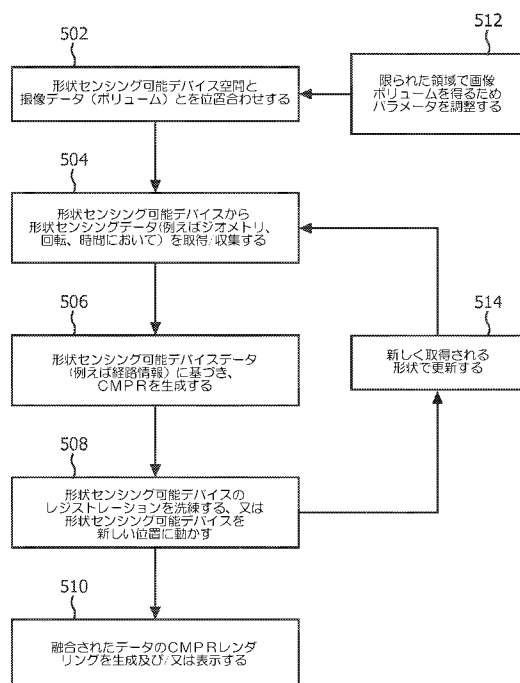 502
形状センシング可能デバイス空間と
撮像データ（ボリューム）とを位置合わせする
512
限られた領域で画像
ボリュームを得るため
パラメータを調整する
504
形状センシング可能デバイスから
形状センシングデータ(例えばジオメトリ、
回転、時間において）を取得/収集する
506
形状センシング可能デバイスデータ
(例えば経路情報）に基づき、
CMPRを生成する
514
新しく取得される
形状で更新する
508
形状センシング可能デバイスの
レジストレーションを洗練する、又は
形状センシング可能デバイスを
新しい位置に動かす
510
融合されたデータのCMPRレンダ
リングを生成及び/又は表示する